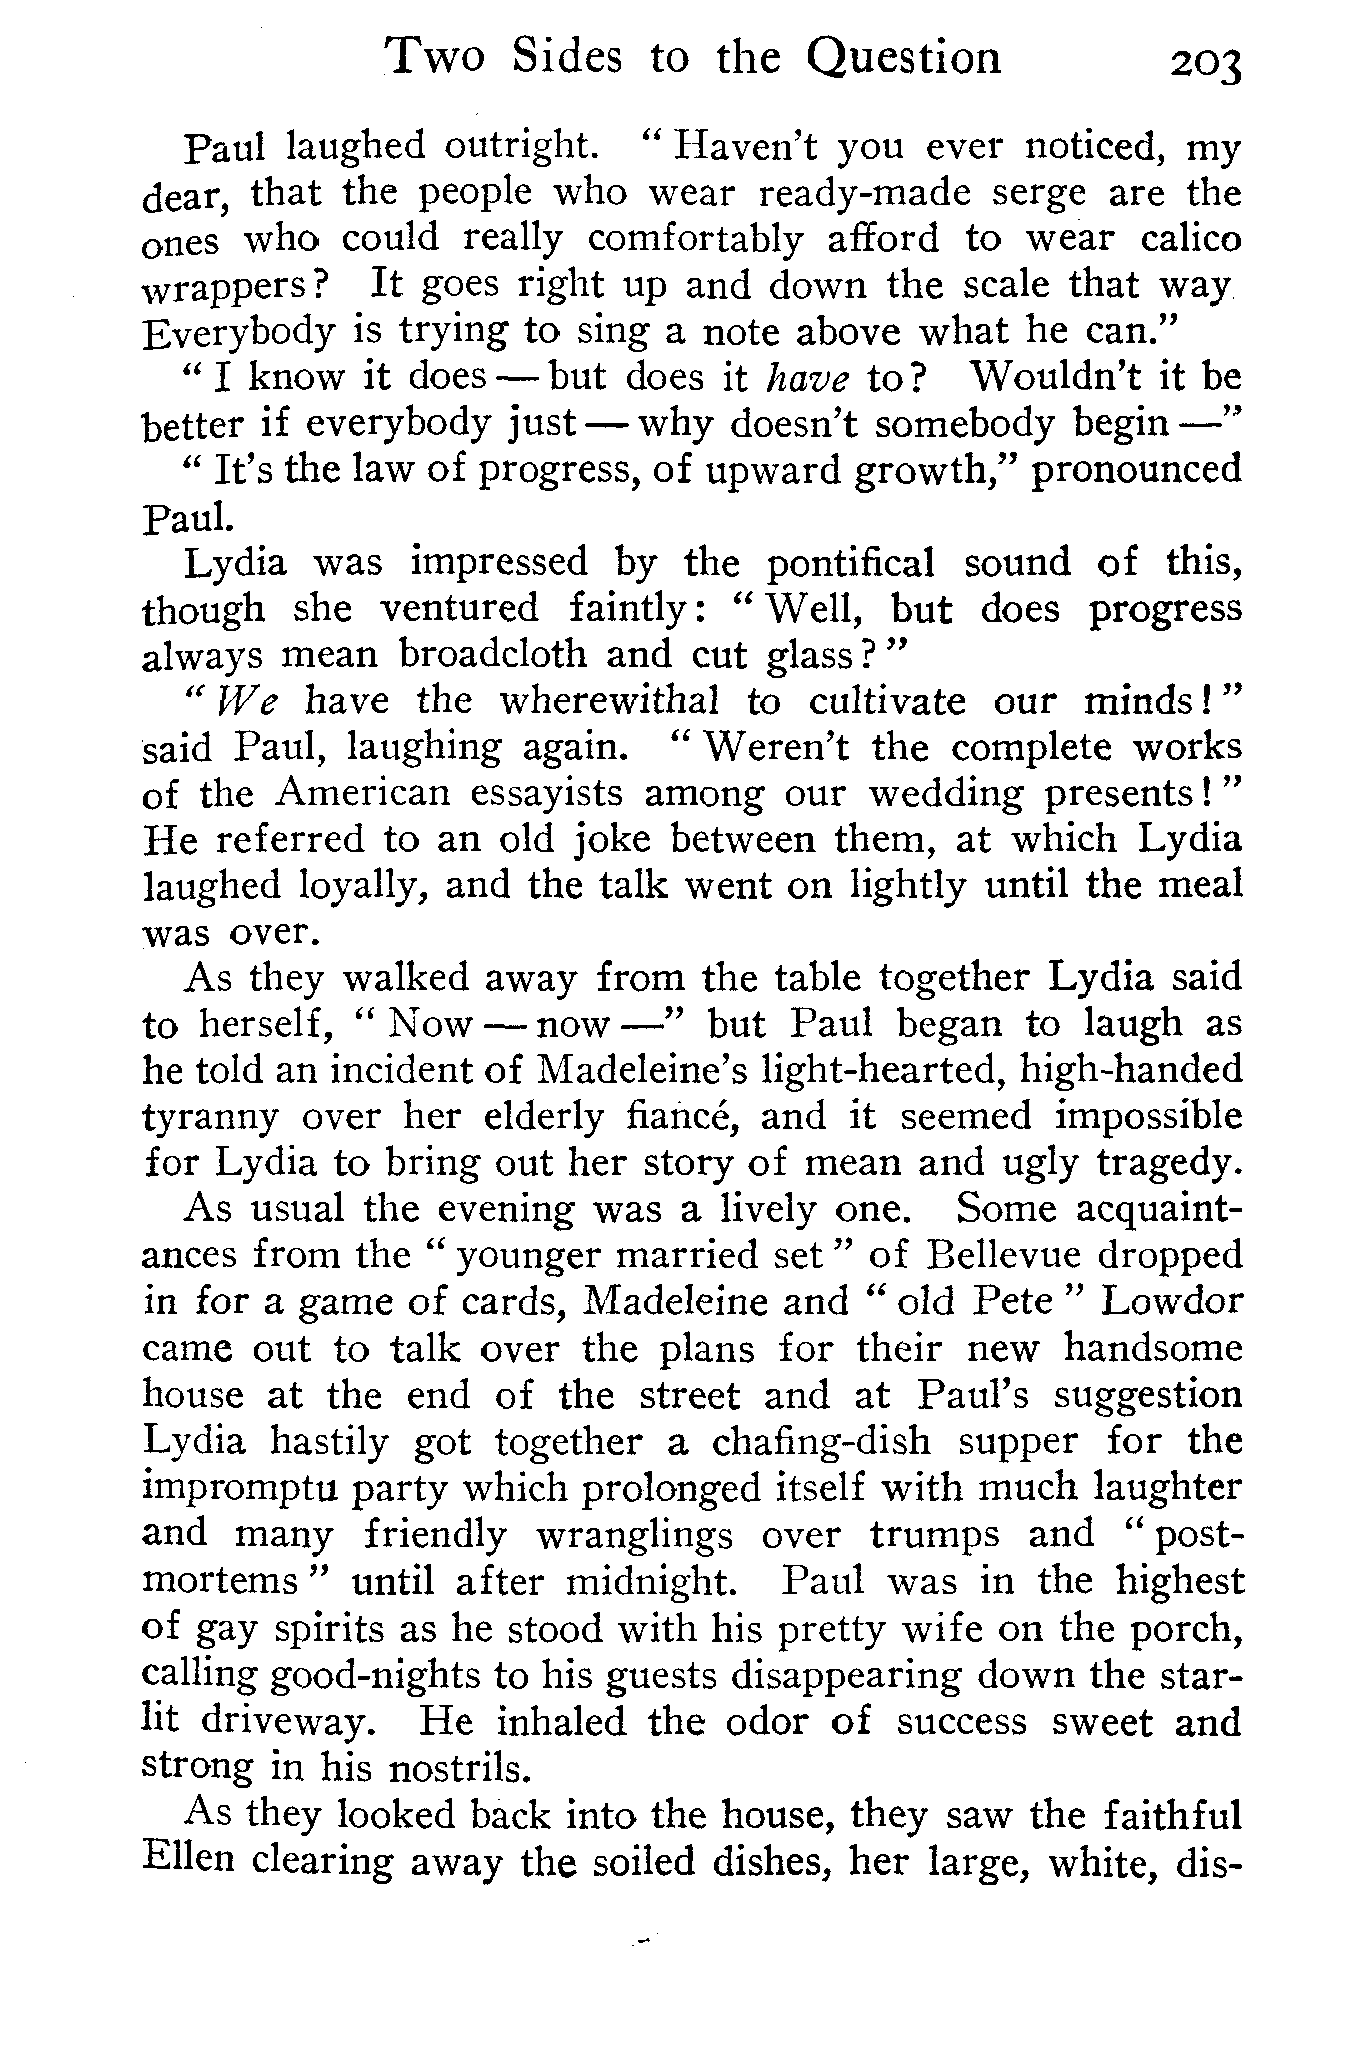 Two Sides to the Question 203
Paul laughed outright. “ Haven't you ever noticed, my
dear, that the people who wear ready-made serge are the
ones who could really comfortably afford to wear calico
wrappers? It goes right up and down the scale that way
Everybody is trying to sing a note above what he can.”
“ I know it does — but does it have to? Wouldn't it be
better if everybody just — why doesn't somebody begin —”
“ It's the law of progress, of upward growth,” pronounced
Paul.
Lydia was impressed by the pontifical sound of this,
though she ventured faintly: “ Well, but does progress
always mean broadcloth and cut glass? ”
“ We have the wherewithal to cultivate our minds! ”
said Paul, laughing again. “ Weren't the complete works
of the American essayists among our wedding presents! ”
He referred to an old joke between them, at which Lydia
laughed loyally, and the talk went on lightly until the meal
was over.
As they walked away from the table together Lydia said
to herself, “ Now — now —” but Paul began to laugh as
he told an incident of Madeleine's light-hearted, high-handed
tyranny over her elderly fiancé, and it seemed impossible
for Lydia to bring out her story of mean and ugly tragedy.
As usual the evening was a lively one. Some acquaint-
ances from the “ younger married set ” of Bellevue dropped
in for a game of cards, Madeleine and “ old Pete ” Lowdor
came out to talk over the plans for their new handsome
house at the end of the street and at Paul's suggestion
Lydia hastily got together a chafing-dish supper for the
impromptu party which prolonged itself with much laughter
and many friendly wranglings over trumps and “ post-
mortems ” until after midnight. Paul was in the highest
of gay spirits as he stood with his pretty wife on the porch,
calling good-nights to his guests disappearing down the star-
lit driveway. He inhaled the odor of success sweet and
strong in his nostrils.
As they looked back into the house, they saw the faithful
Ellen clearing away the soiled dishes, her large, white, dis-